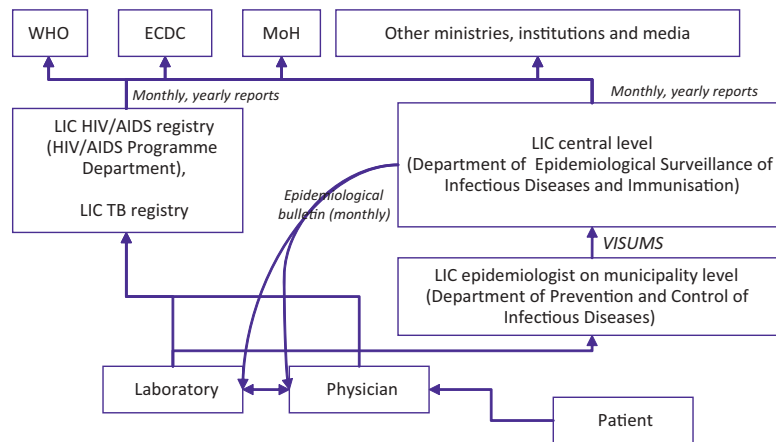 WHO
ECDC
MoH
Other ministries, institutions and media
Monthly, yearly reports
Monthly, yearly reports
LIC HIV/AIDS registry
(HIV/AIDS Programme
Department),
LIC TB registry
LIC central level
(Department of Epidemiological Surveillance of
Infectious Diseases and Immunisation)
Epidemiological
bulletin (monthly)
VISUMS
LIC epidemiologist on municipality level
(Department of Prevention and Control of
Infectious Diseases)
Laboratory
Physician
Patient